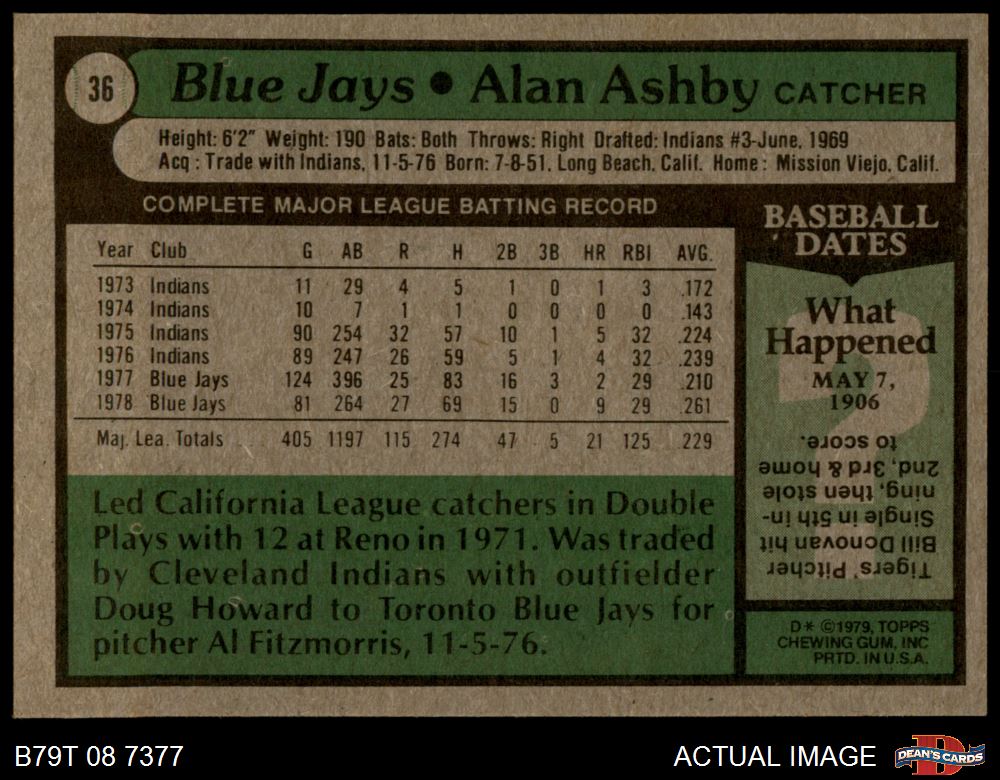 36
Blue Jays • Alan Ashby CATCHER
Height: 6'2" Weight: 190 Bats: Both Throws: Right Drafted: Indians #3-June, 1969
Acq : Trade with Indians, 11-5-76 Born: 7-8-51, Long Beach, Calif. Home : Mission Viejo, Calif.
COMPLETE MAJOR LEAGUE BATTING RECORD
Year Club G AB R H 2B 3B HR RBI AVG.
1973 Indians 11 29 4 5 1 0 1 3 .172
1974 Indians 10 7 1 1 0 0 0 0 .143
1975 Indians 90 254 32 57 10 1 5 32 .224
1976 Indians 89 247 26 59 5 1 4 32 .239
1977 Blue Jays 124 396 25 83 16 3 2 29 .210
1978 Blue Jays 81 264 27 69 15 0 9 29 .261
Maj. Lea. Totals 405 1197 115 274 47 5 21 125 .229
Led California League catchers in Double
Plays with 12 at Reno in 1971. Was traded
by Cleveland Indians with outfielder
Doug Howard to Toronto Blue Jays for
pitcher Al Fitzmorris, 11-5-76.
BASEBALL
DATES
What
Happened
MAY 7,
1906
Tigers' Pitcher
Bill Donovan hit
Single in 5th in-
ning, then stole
2nd, 3rd & home
to score.
D* ©1979, TOPPS
CHEWING GUM, INC
PRTD. IN U.S.A.
B79T 08 7377
ACTUAL IMAGE
D
DEAN'S CARDS